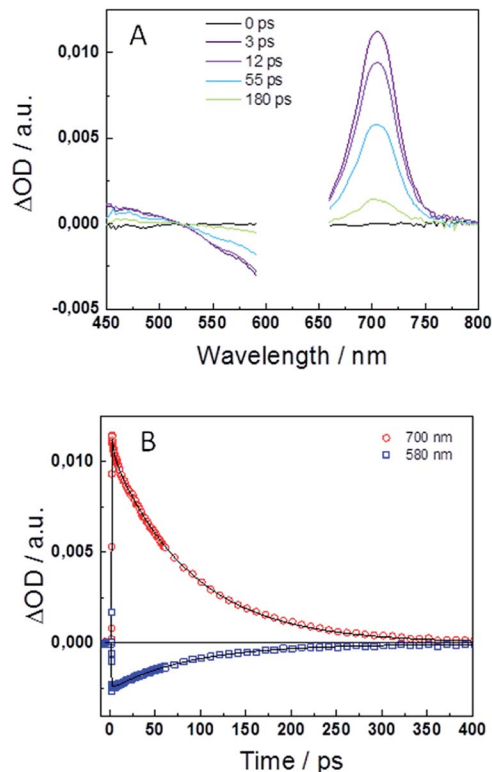 A
0 ps
3 ps
12 ps
55 ps
180 ps
0,010
0,005
0,000
-0,005
ΔOD / a.u.
450 500 550 600 650 700 750 800
Wavelength / nm
B
700 nm
580 nm
0,010
0,005
0,000
ΔOD / a.u.
0 50 100 150 200 250 300 350 400
Time / ps